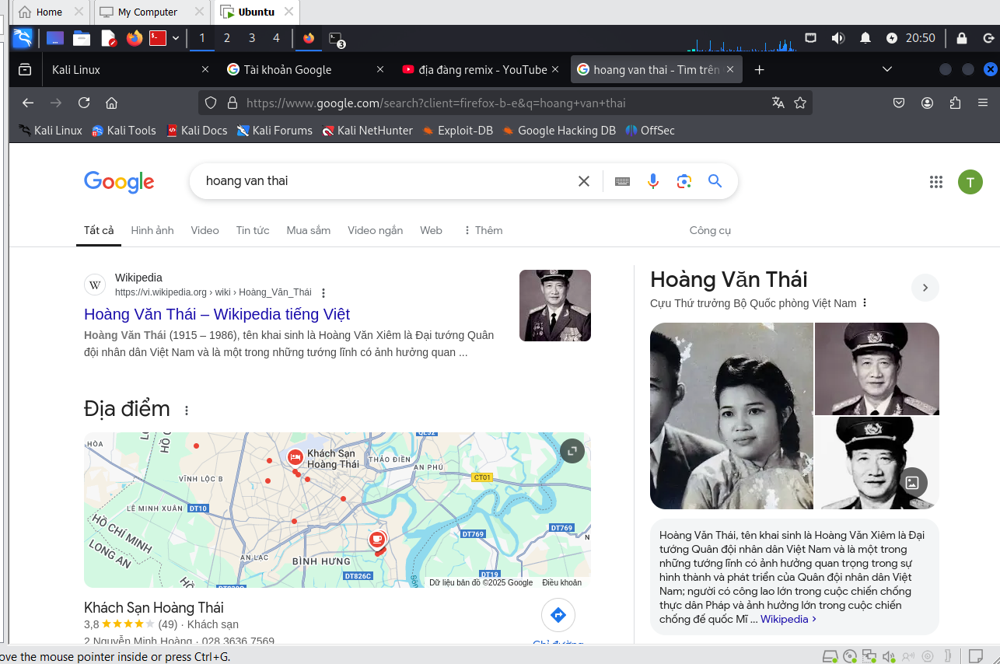 Home
My Computer
Ubuntu
1 2 3 4
3
20:50
Kali Linux
Tài khoản Google
địa đàng remix - YouTube
hoang van thai - Tìm trên
https://www.google.com/search?client=firefox-b-e&q=hoang+van+thai
Kali Linux
Kali Tools
Kali Docs
Kali Forums
Kali NetHunter
Exploit-DB
Google Hacking DB
OffSec
Google
hoang van thai
T
Tất cả
Hình ảnh
Video
Tin tức
Mua sắm
Video ngắn
Web
Thêm
Công cụ
W
Wikipedia
https://vi.wikipedia.org › wiki › Hoàng_Văn_Thái
Hoàng Văn Thái – Wikipedia tiếng Việt
Hoàng Văn Thái (1915 – 1986), tên khai sinh là Hoàng Văn Xiêm là Đại tướng Quân
đội nhân dân Việt Nam và là một trong những tướng lĩnh có ảnh hưởng quan ...
Địa điểm
HÒA
Khách Sạn
Hoàng Thái
THẢO ĐIỀN
AN PHÚ
VĨNH LỘC B
CT01
LÊ MINH XUÂN
DT10
HỒ CHÍ MINH
LONG AN
DT769
DT769
AN LẠC
BÌNH HƯNG
DT826C
DT19
Dữ liệu bản đồ ©2025 Google
Điều khoản
Khách Sạn Hoàng Thái
3,8 (49) · Khách sạn
2 Nguyễn Minh Hoàng · 028 3636 7569
Chỉ đường
Hoàng Văn Thái
Cựu Thứ trưởng Bộ Quốc phòng Việt Nam
Hoàng Văn Thái, tên khai sinh là Hoàng Văn Xiêm là Đại
tướng Quân đội nhân dân Việt Nam và là một trong
những tướng lĩnh có ảnh hưởng quan trọng trong sự
hình thành và phát triển của Quân đội nhân dân Việt
Nam; người có công lao lớn trong cuộc chiến chống
thực dân Pháp và ảnh hưởng lớn trong cuộc chiến
chống đế quốc Mĩ ... Wikipedia
ove the mouse pointer inside or press Ctrl+G.